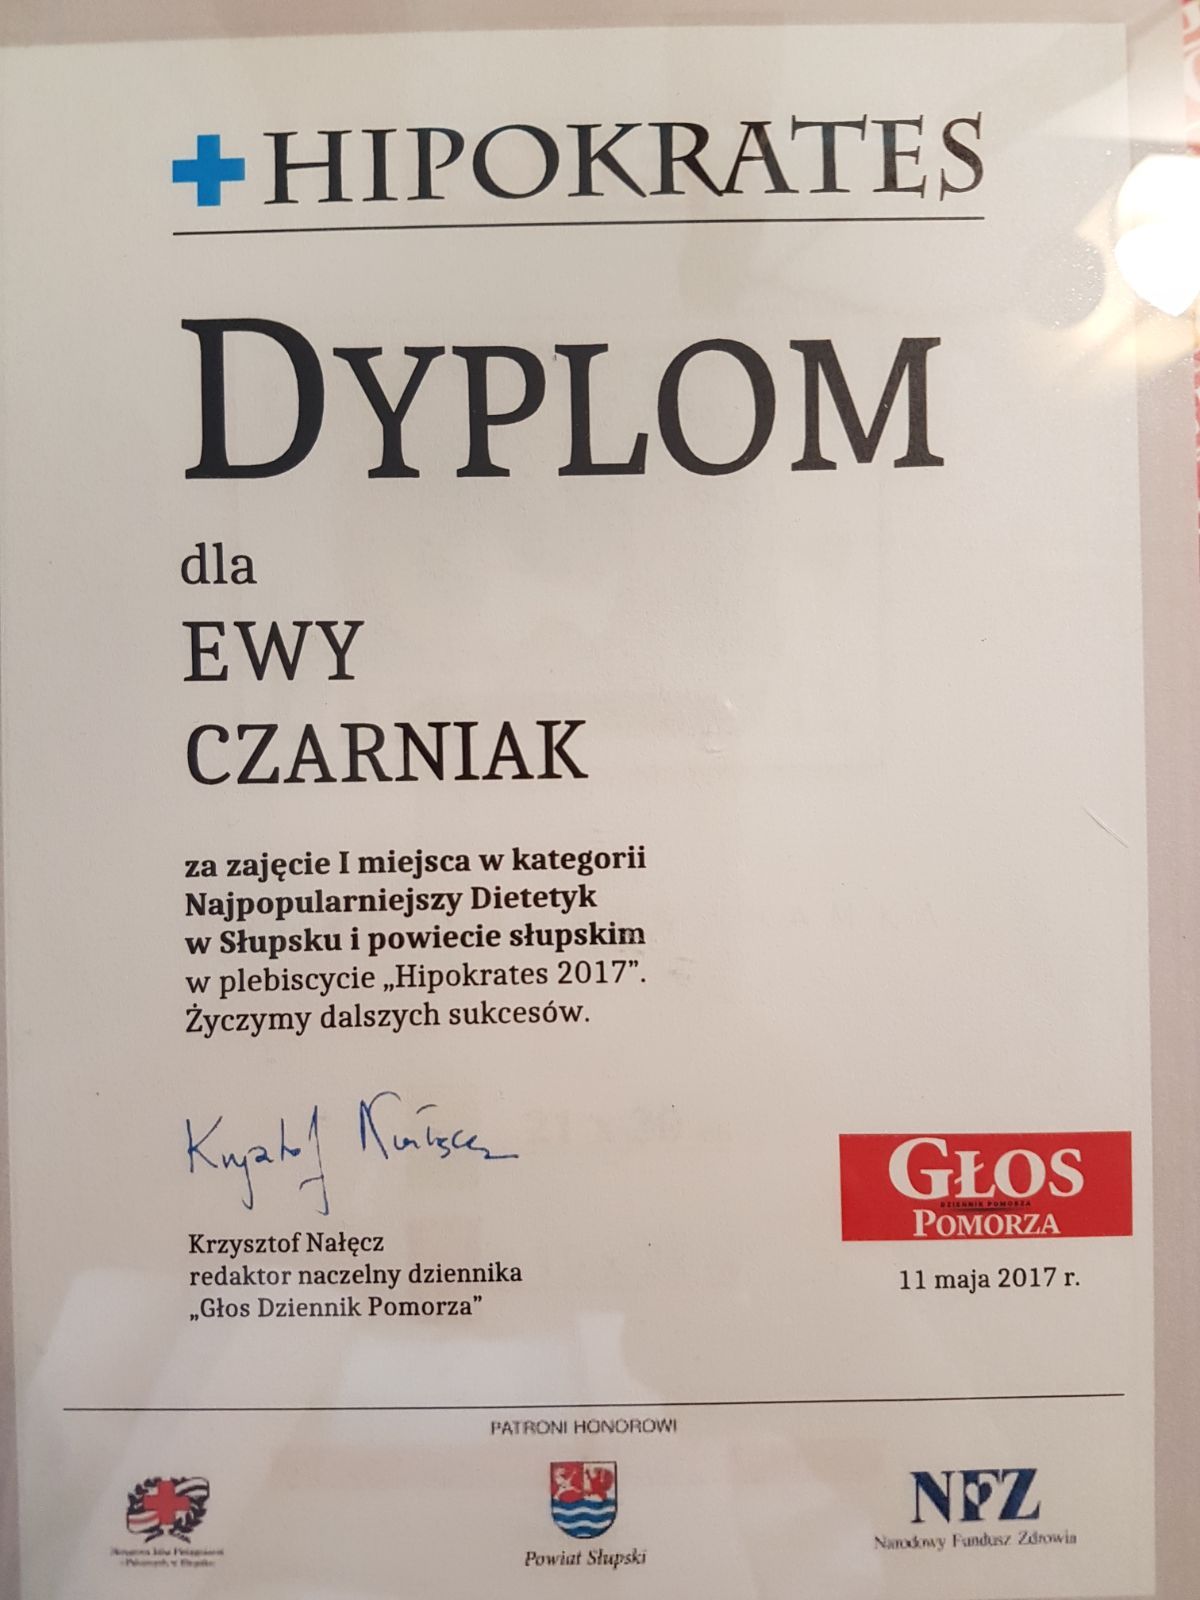 HIPOKRATES
DYPLOM
dla
EWY
CZARNIAK
za zajęcie I miejsca w kategorii
Najpopularniejszy Dietetyk
w Słupsku i powiecie słupskim
w plebiscycie „Hipokrates 2017”.
Życzymy dalszych sukcesów.
Krzysztof Nałęcz
Krzysztof Nałęcz
redaktor naczelny dziennika
„Głos Dziennik Pomorza”
GŁOS
DZIENNIK POMORZA
POMORZA
11 maja 2017 r.
PATRONI HONOROWI
Powiat Słupski
NFZ
Narodowy Fundusz Zdrowia